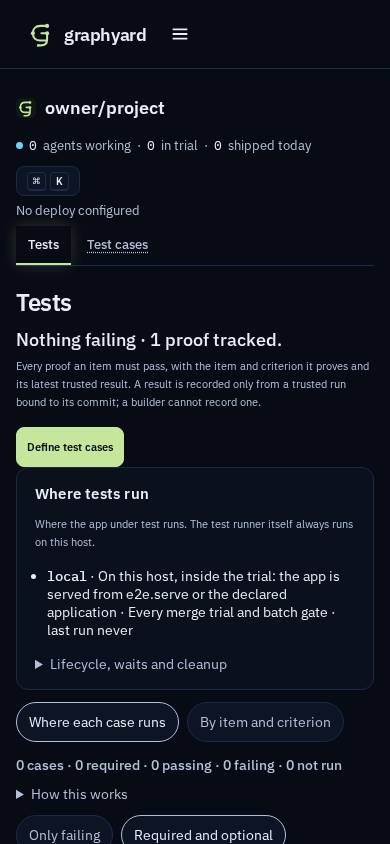 graphyard
owner/project
0 agents working · 0 in trial · 0 shipped today
⌘ K
No deploy configured
Tests Test cases
Tests
Nothing failing · 1 proof tracked.
Every proof an item must pass, with the item and criterion it proves and
its latest trusted result. A result is recorded only from a trusted run
bound to its commit; a builder cannot record one.
Define test cases
Where tests run
Where the app under test runs. The test runner itself always runs
on this host.
• local · On this host, inside the trial: the app is
served from e2e.serve or the declared
application · Every merge trial and batch gate ·
last run never
▶ Lifecycle, waits and cleanup
Where each case runs By item and criterion
0 cases · 0 required · 0 passing · 0 failing · 0 not run
▶ How this works
Only failing Required and optional